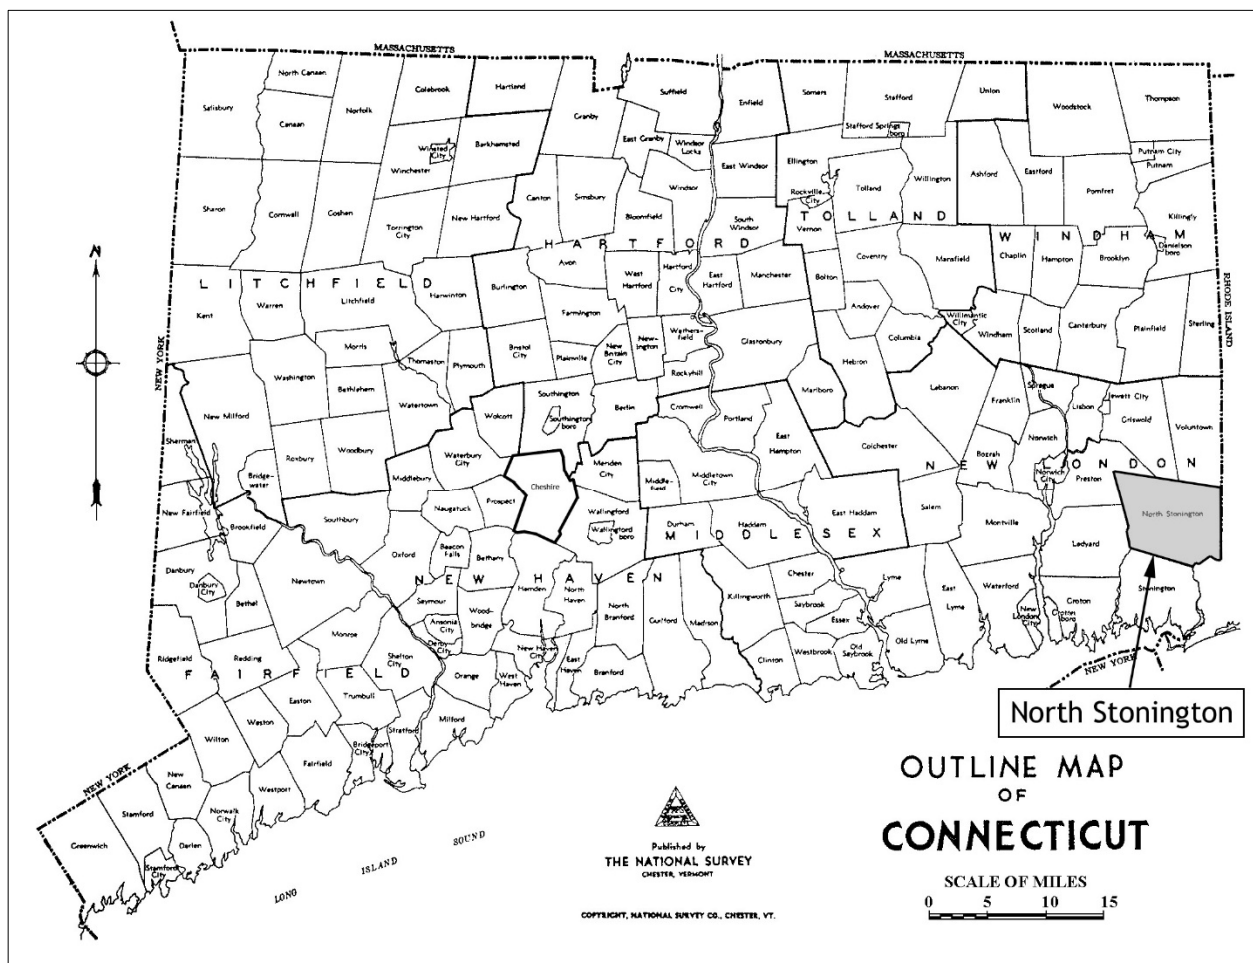 MASSACHUSETTS
MASSACHUSETTS
North Canaan
Colebrook
Hartland
Suffield
Enfield
Somers
Stafford
Union
Woodstock
Thompson
Salisbury
Canaan
Norfolk
Granby
Stafford Springs
boro
Winsted
City
Barkhamsted
East Granby
Windsor
Locks
East Windsor
Ellington
Putnam City
Putnam
Winchester
Windsor
Rockville
City
Tolland
Willington
Ashford
Eastford
Pomfret
Sharon
Cornwall
Goshen
Torrington
City
New Hartford
Canton
Simsbury
Bloomfield
South
Windsor
Vernon
Killingly
HARTFORD
TOLLAND
WINDHAM
Danielson
boro
N
LITCHFIELD
Kent
Warren
Litchfield
Harwinton
Burlington
Avon
West
Hartford
Hartford
City
East
Hartford
Manchester
Bolton
Coventry
Mansfield
Chaplin
Hampton
Brooklyn
RHODE ISLAND
Farmington
Andover
Willimantic
City
Windham
Scotland
Canterbury
Plainfield
Sterling
NEW YORK
Morris
Thomaston
Plymouth
Bristol
City
Plainville
New
Britain
City
New-
ington
Wethers-
field
Glastonbury
Columbia
Hebron
Washington
Bethlehem
Watertown
Rockyhill
Marlboro
Lebanon
Sprague
New Milford
Wolcott
Southington
Southington
boro
Berlin
Cromwell
Portland
Franklin
Lisbon
Jewett City
Griswold
Voluntown
Sherman
Roxbury
Woodbury
Waterbury
City
East
Hampton
Colchester
Bozrah
Norwich
Bridge-
water
Middlebury
Cheshire
Meriden
City
Middle-
field
Middletown
City
NEW LONDON
Norwich
City
Preston
New Fairfield
Brookfield
Southbury
Naugatuck
Prospect
Wallingford
Wallingford
boro
Durham
Haddam
East Haddam
Salem
Montville
North Stonington
MIDDLESEX
Ledyard
Danbury
Danbury
City
Newtown
Oxford
Beacon
Falls
Bethany
NEW HAVEN
Hamden
North
Haven
Killingworth
Chester
Lyme
East
Lyme
Waterford
Groton
Stonington
Bethel
Seymour
Wood-
bridge
North
Branford
Guilford
Madison
Saybrook
Essex
New
London
City
Groton
boro
Monroe
Ansonia
City
Derby
City
New Haven
City
Clinton
Westbrook
Old
Saybrook
Old Lyme
Ridgefield
Redding
Shelton
City
Orange
West
Haven
East
Haven
Branford
NEW YORK
FAIRFIELD
Easton
Trumbull
Weston
Stratford
Milford
Wilton
Bridgeport
City
North Stonington
NEW YORK
New
Canaan
Fairfield
Westport
Norwalk
City
Stamford
Darien
Greenwich
Stamford
City
LONG ISLAND SOUND
Published by
THE NATIONAL SURVEY
CHESTER, VERMONT
COPYRIGHT, NATIONAL SURVEY CO., CHESTER, VT.
OUTLINE MAP
OF
CONNECTICUT
SCALE OF MILES
0 5 10 15